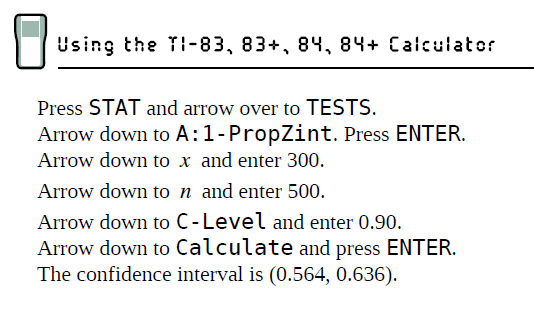 Using the TI-83, 83+, 84, 84+ Calculator
Press STAT and arrow over to TESTS.
Arrow down to A:1-PropZint. Press ENTER.
Arrow down to x and enter 300.
Arrow down to n and enter 500.
Arrow down to C-Level and enter 0.90.
Arrow down to Calculate and press ENTER.
The confidence interval is (0.564, 0.636).